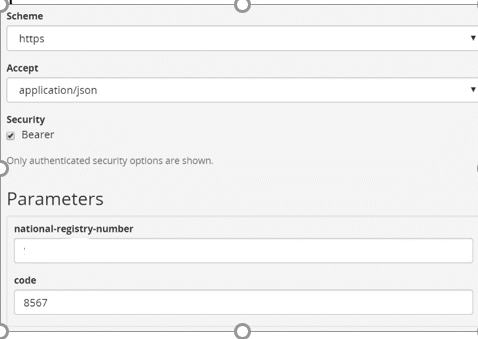 Scheme
https
Accept
application/json
Security
Bearer
Only authenticated security options are shown.
Parameters
national-registry-number
code
8567